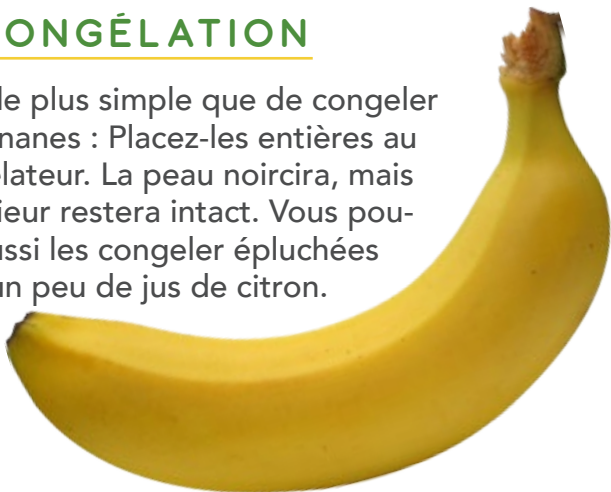 ONGÉLATION
de plus simple que de congeler
nanes : Placez-les entières au
élateur. La peau noircira, mais
ieur restera intact. Vous pou-
ussi les congeler épluchées
un peu de jus de citron.